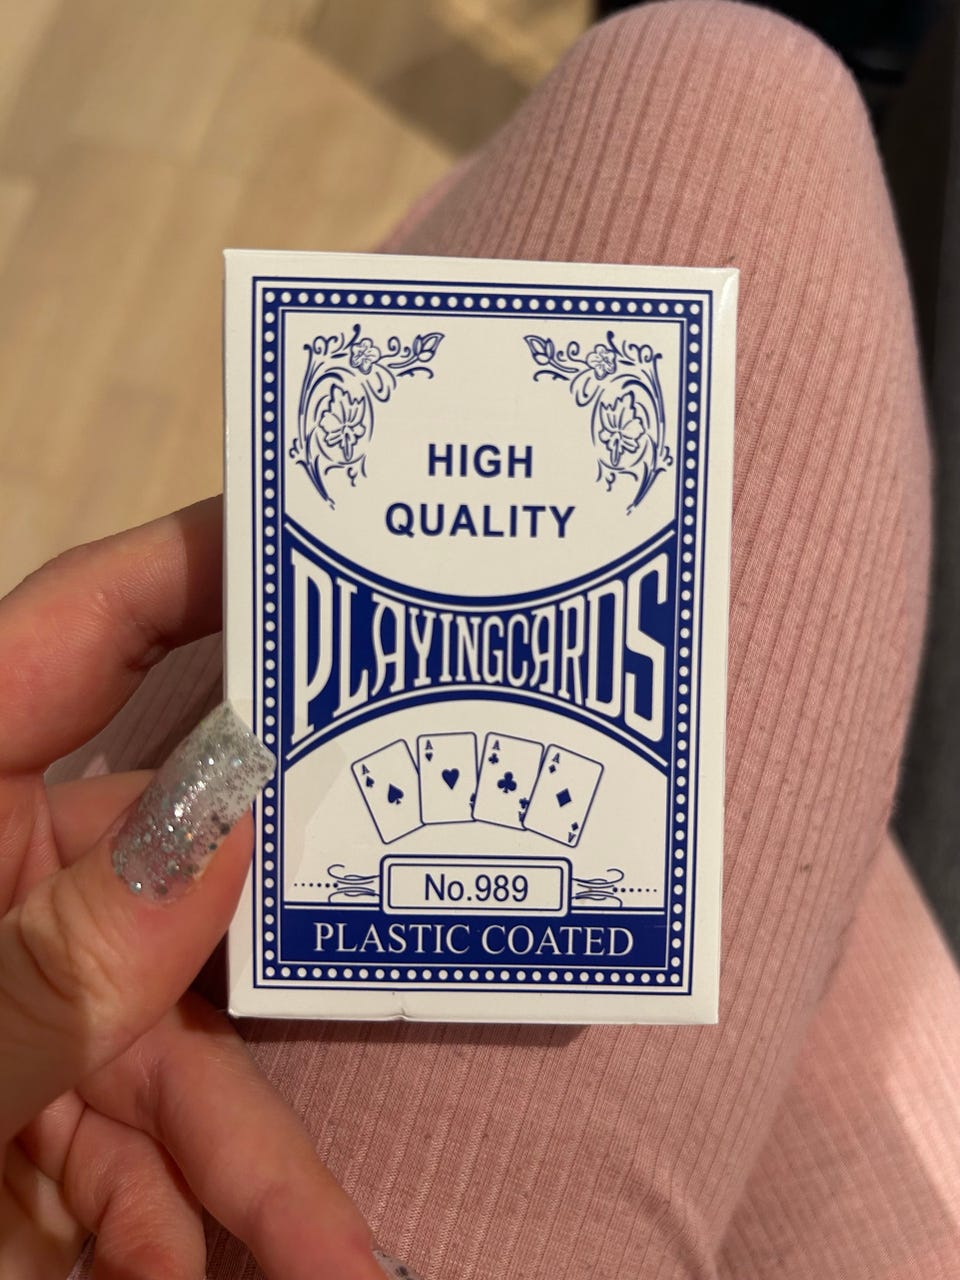 HIGH
QUALITY
PLAYINGCARDS
A A A A
A
No.989
PLASTIC COATED